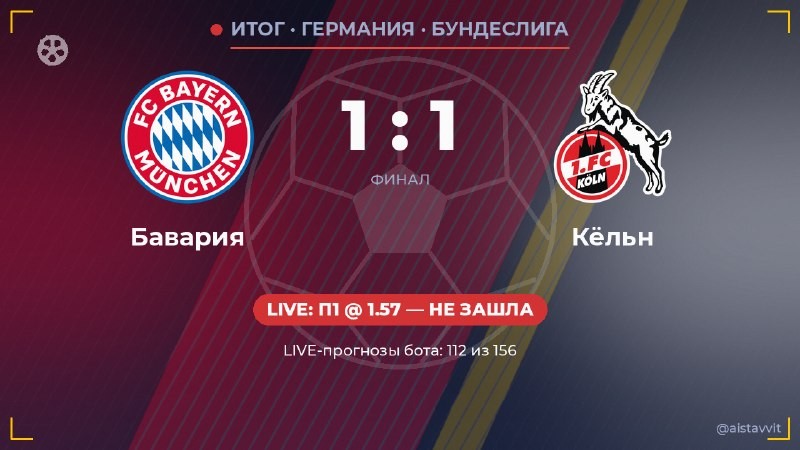 ИТОГ · ГЕРМАНИЯ · БУНДЕСЛИГА
FC BAYERN
MÜNCHEN
1 : 1
ФИНАЛ
1.FC
KÖLN
Бавария
Кёльн
LIVE: П1 @ 1.57 — НЕ ЗАШЛА
LIVE-прогнозы бота: 112 из 156
@aistavvit